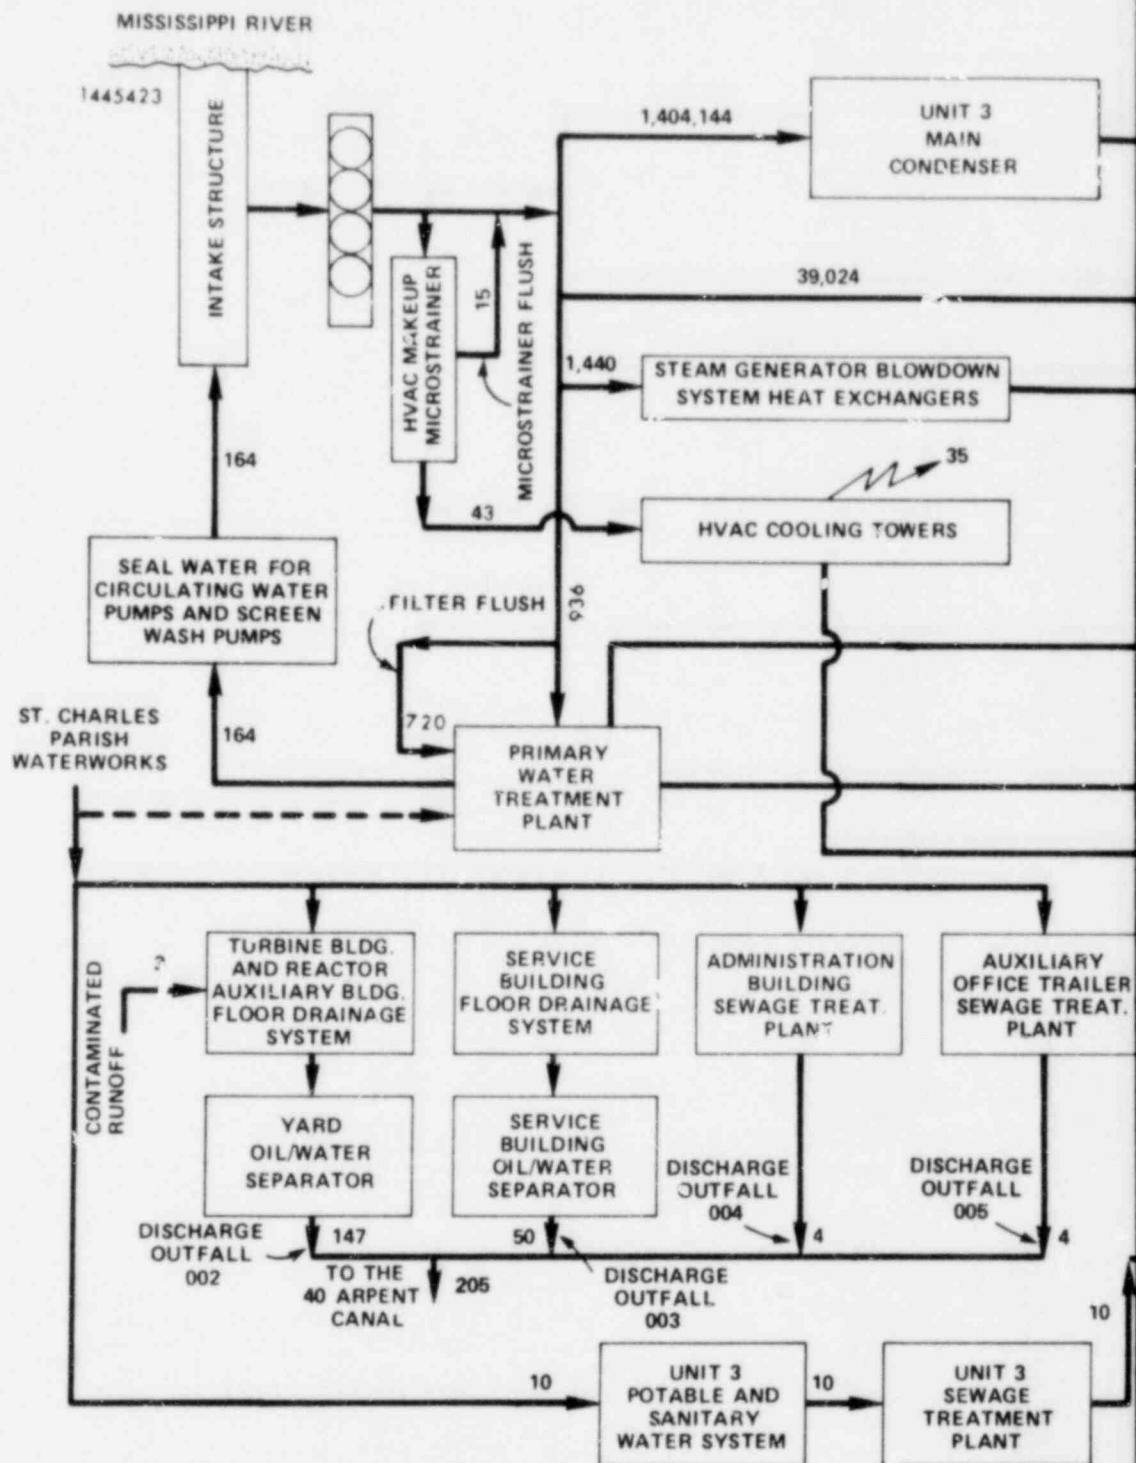 MISSISSIPPI RIVER
1445423
INTAKE STRUCTURE
1,404,144
UNIT 3
MAIN
CONDENSER
HVAC MAKEUP
MICROSTRAINER
15
MICROSTRAINER FLUSH
39,024
1,440
STEAM GENERATOR BLOWDOWN
SYSTEM HEAT EXCHANGERS
164
43
35
HVAC COOLING TOWERS
SEAL WATER FOR
CIRCULATING WATER
PUMPS AND SCREEN
WASH PUMPS
FILTER FLUSH
936
720
ST. CHARLES
PARISH
WATERWORKS
164
PRIMARY
WATER
TREATMENT
PLANT
CONTAMINATED
RUNOFF
TURBINE BLDG.
AND REACTOR
AUXILIARY BLDG.
FLOOR DRAINAGE
SYSTEM
SERVICE
BUILDING
FLOOR DRAINAGE
SYSTEM
ADMINISTRATION
BUILDING
SEWAGE TREAT.
PLANT
AUXILIARY
OFFICE TRAILER
SEWAGE TREAT.
PLANT
YARD
OIL/WATER
SEPARATOR
SERVICE
BUILDING
OIL/WATER
SEPARATOR
DISCHARGE
OUTFALL
004
DISCHARGE
OUTFALL
005
DISCHARGE
OUTFALL
002
147
50
4
4
TO THE
40 ARPENT
CANAL
205
DISCHARGE
OUTFALL
003
10
10
UNIT 3
POTABLE AND
SANITARY
WATER SYSTEM
10
UNIT 3
SEWAGE
TREATMENT
PLANT